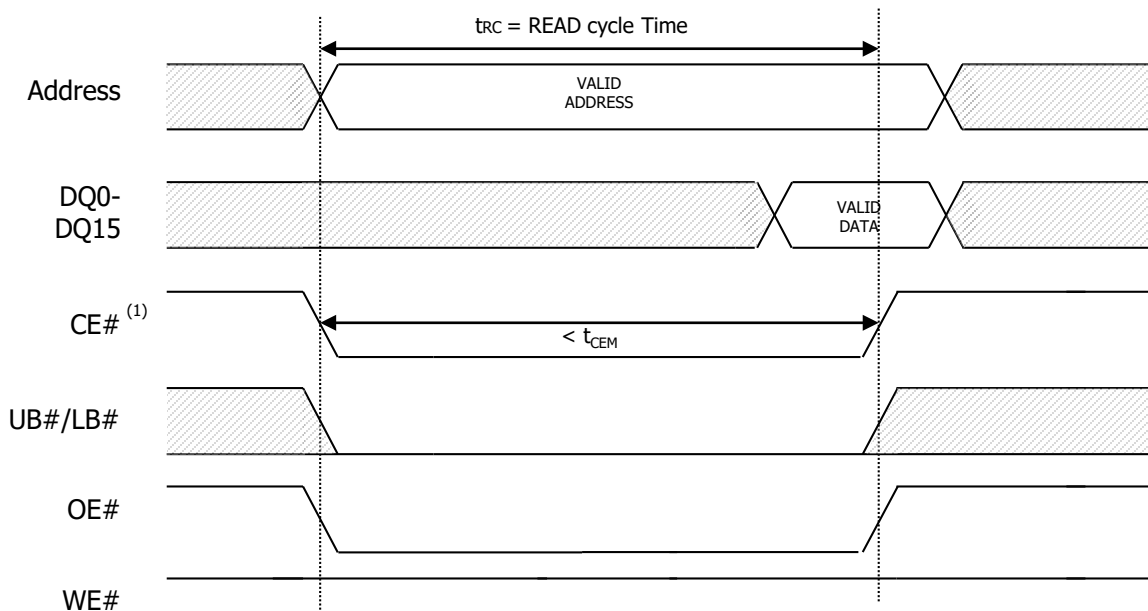 tRC = READ cycle Time
Address
VALID
ADDRESS
DQ0-
DQ15
VALID
DATA
CE# (1)
< tCEM
UB#/LB#
OE#
WE#